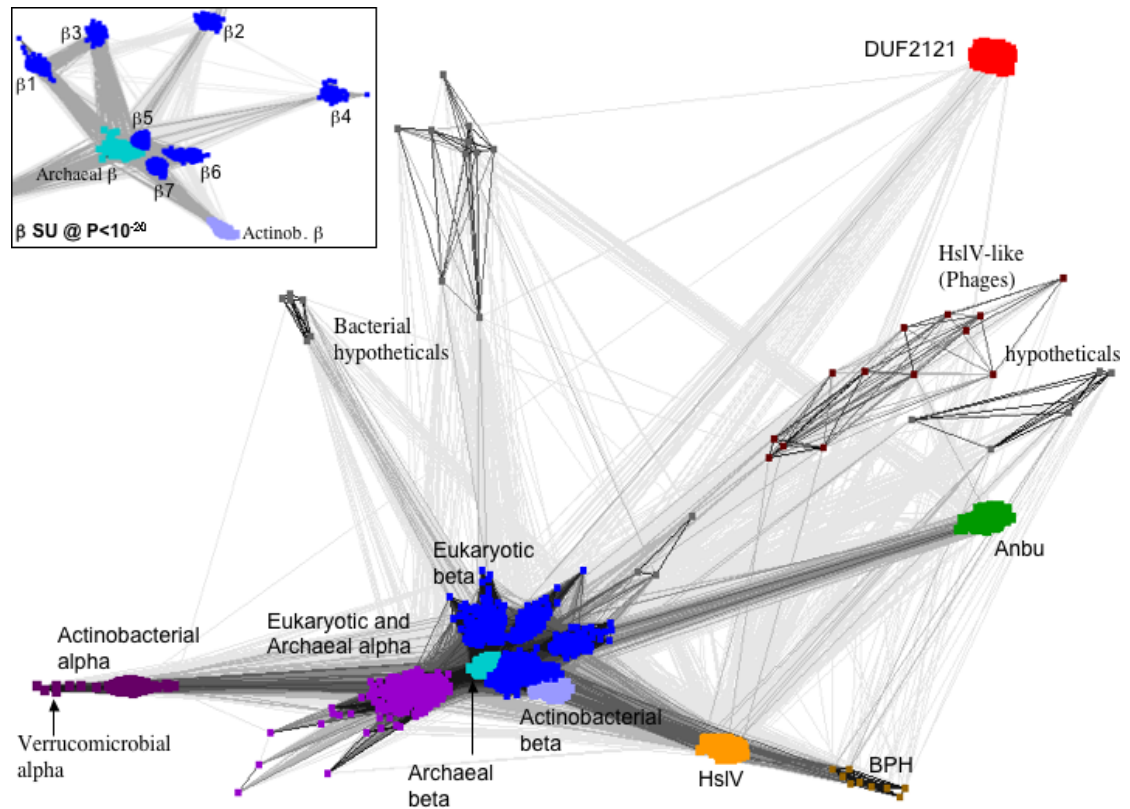 β3
β2
β1
β4
β5
β6
Archaeal β
β7
Actinob. β
β SU @ P<10⁻²⁰
DUF2121
HslV-like
(Phages)
hypotheticals
Bacterial
hypotheticals
Anbu
Eukaryotic
beta
Eukaryotic and
Archaeal alpha
Actinobacterial
alpha
Verrucomicrobial
alpha
Archaeal
beta
Actinobacterial
beta
HslV
BPH